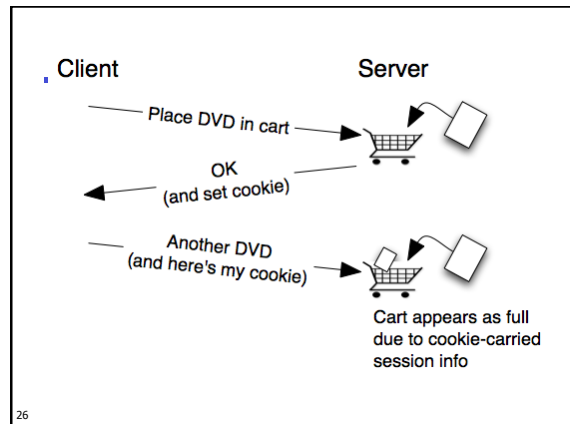 Client
Server
Place DVD in cart
OK
(and set cookie)
Another DVD
(and here's my cookie)
Cart appears as full
due to cookie-carried
session info
26